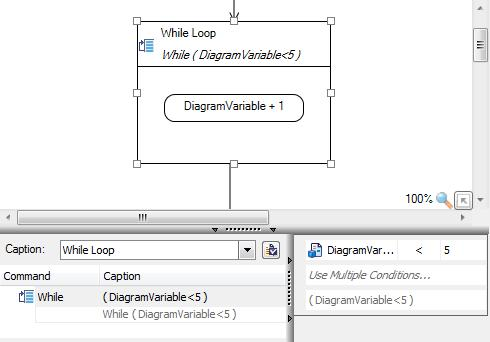 While Loop
While ( DiagramVariable<5 )
DiagramVariable + 1
100%
Caption:
While Loop
Command
Caption
While
( DiagramVariable<5 )
While ( DiagramVariable<5 )
DiagramVar... < 5
Use Multiple Conditions...
( DiagramVariable<5 )